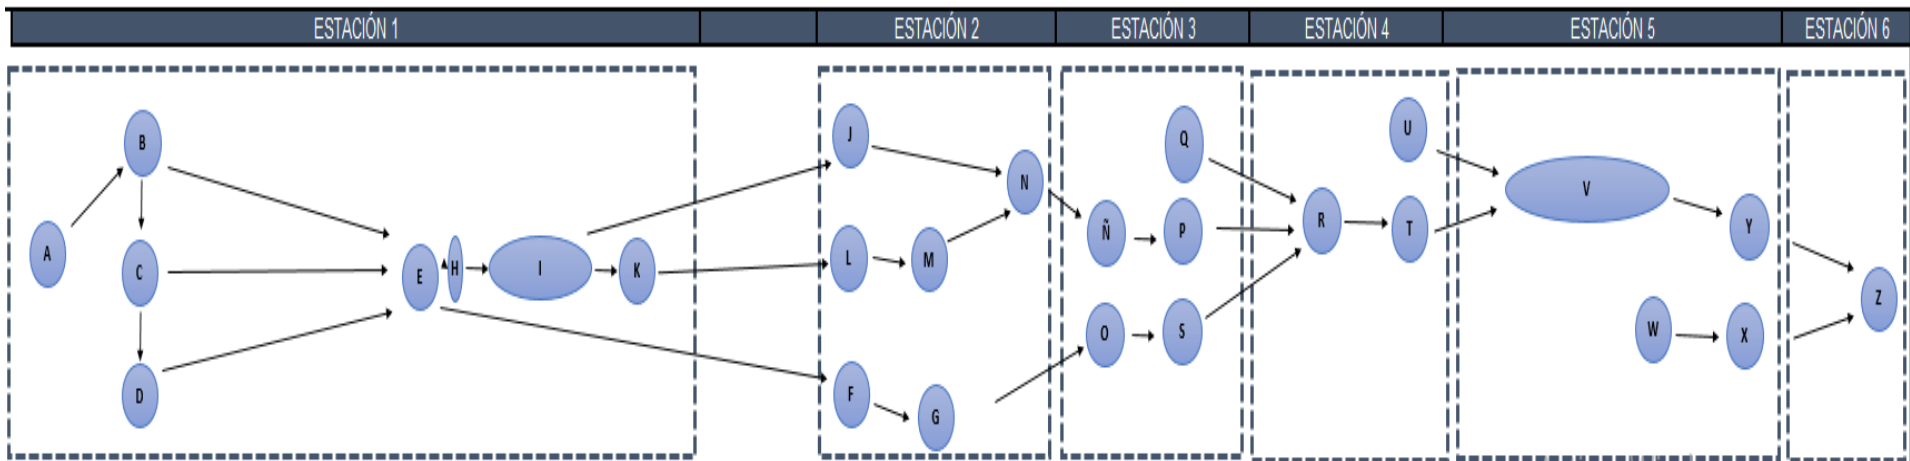 ESTACIÓN 1 ESTACIÓN 2 ESTACIÓN 3 ESTACIÓN 4 ESTACIÓN 5 ESTACIÓN 6
B
A
C
D
E
H
I
K
J
N
L
M
F
G
Q
Ñ
P
O
S
U
R
T
V
Y
W
X
Z